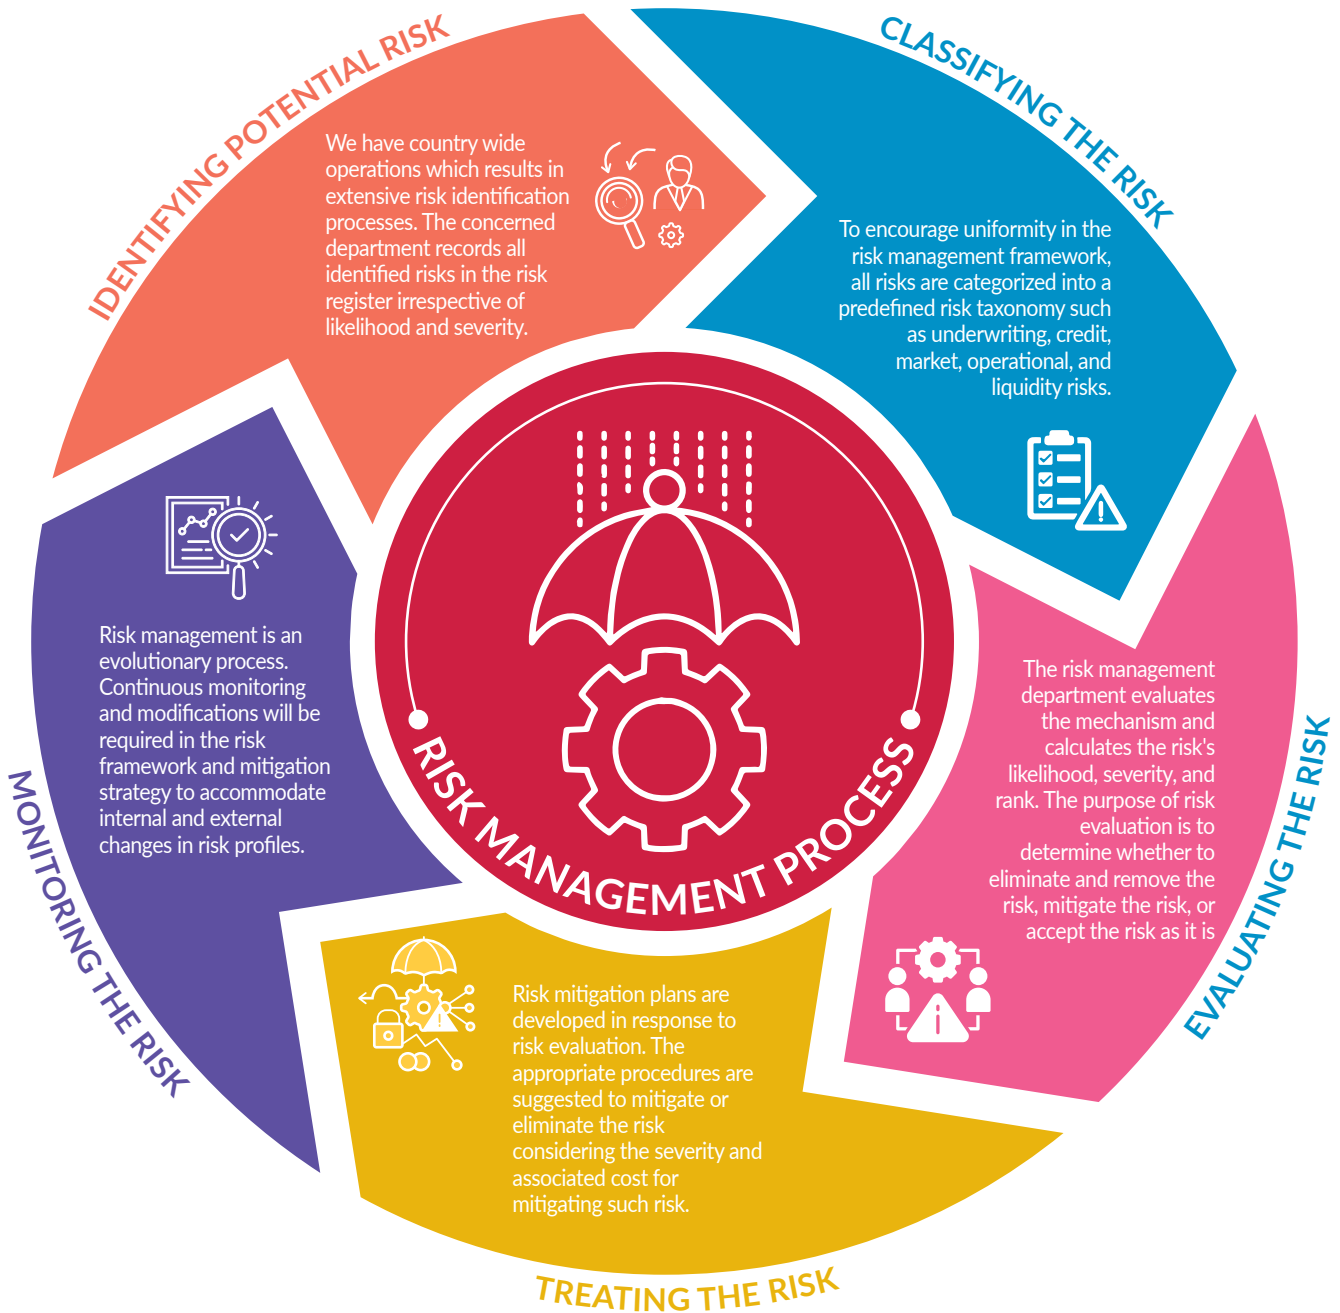 IDENTIFYING POTENTIAL RISK
We have country wide
operations which results in
extensive risk identification
processes. The concerned
department records all
identified risks in the risk
register irrespective of
likelihood and severity.
CLASSIFYING THE RISK
To encourage uniformity in the
risk management framework,
all risks are categorized into a
predefined risk taxonomy such
as underwriting, credit,
market, operational, and
liquidity risks.
EVALUATING THE RISK
The risk management
department evaluates
the mechanism and
calculates the risk's
likelihood, severity, and
rank. The purpose of risk
evaluation is to
determine whether to
eliminate and remove the
risk, mitigate the risk, or
accept the risk as it is
TREATING THE RISK
Risk mitigation plans are
developed in response to
risk evaluation. The
appropriate procedures are
suggested to mitigate or
eliminate the risk
considering the severity and
associated cost for
mitigating such risk.
MONITORING THE RISK
Risk management is an
evolutionary process.
Continuous monitoring
and modifications will be
required in the risk
framework and mitigation
strategy to accommodate
internal and external
changes in risk profiles.
RISK MANAGEMENT PROCESS